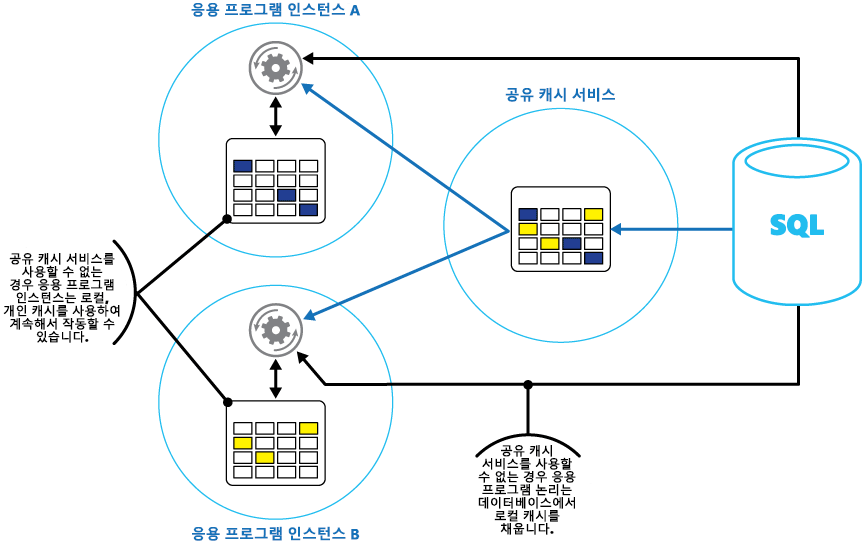 응용 프로그램 인스턴스 A
공유 캐시 서비스
SQL
공유 캐시 서비스를
사용할 수 없는
경우 응용 프로그램
인스턴스는 로컬,
개인 캐시를 사용하여
계속해서 작동할 수
있습니다.
공유 캐시
서비스를 사용할
수 없는 경우 응용
프로그램 논리는
데이터베이스에서
로컬 캐시를
채웁니다.
응용 프로그램 인스턴스 B